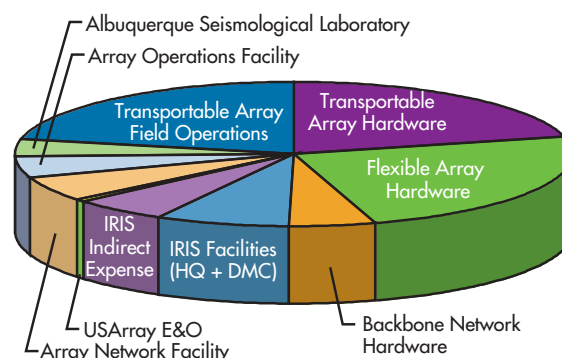 Albuquerque Seismological Laboratory
Array Operations Facility
Transportable Array
Field Operations
Transportable
Array Hardware
Flexible Array
Hardware
IRIS
Indirect
Expense
IRIS Facilities
(HQ + DMC)
USArray E&O
Array Network Facility
Backbone Network
Hardware